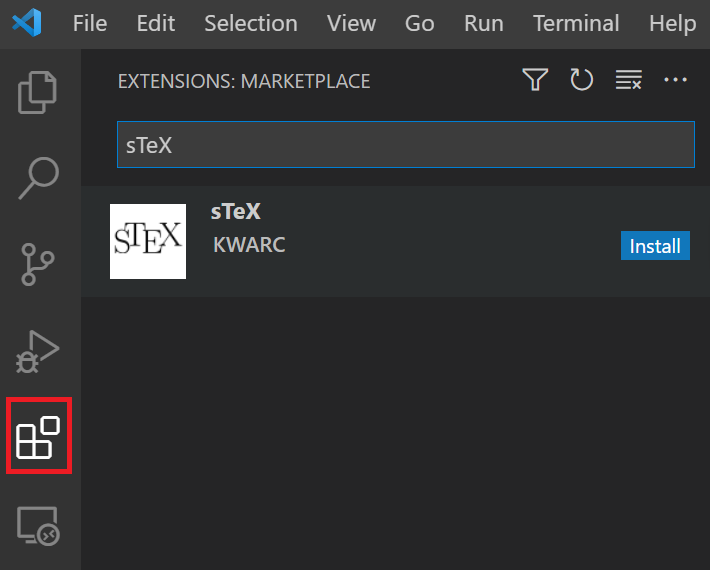 File Edit Selection View Go Run Terminal Help
EXTENSIONS: MARKETPLACE
sTeX
sTeX
STEX
KWARC
Install